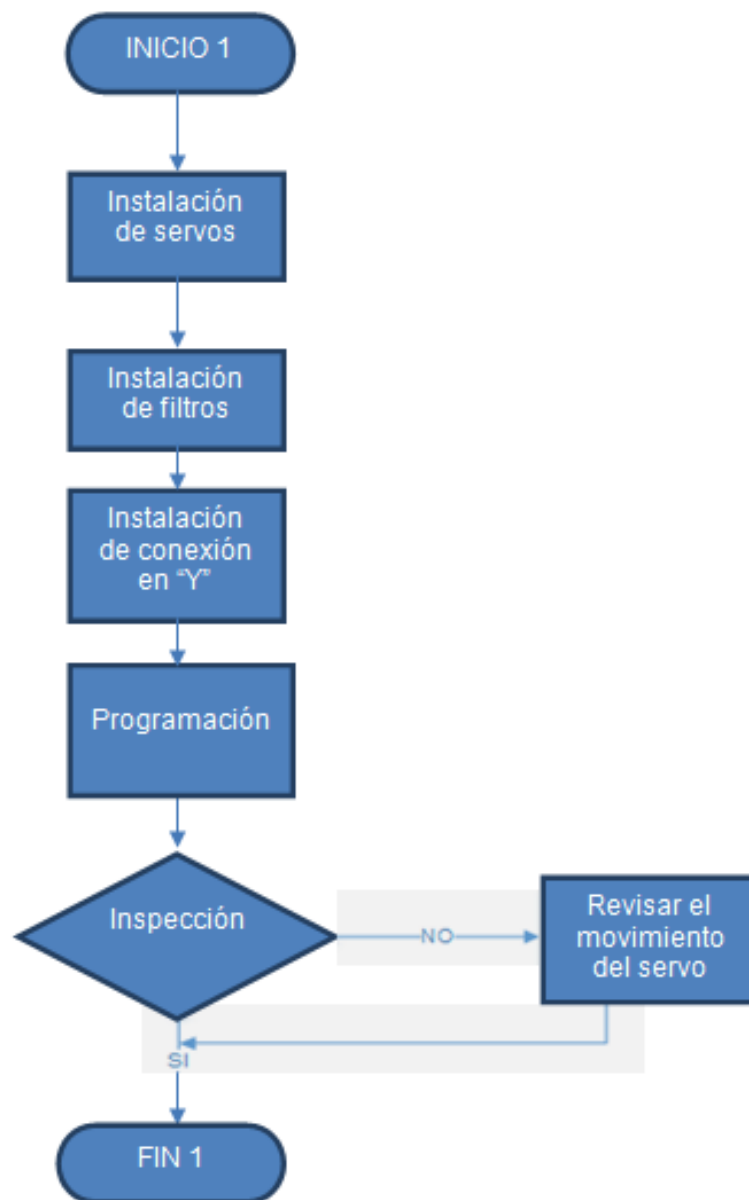 INICIO 1
Instalación
de servos
Instalación
de filtros
Instalación
de conexión
en “Y”
Programación
Inspección
NO
Revisar el
movimiento
del servo
SI
FIN 1